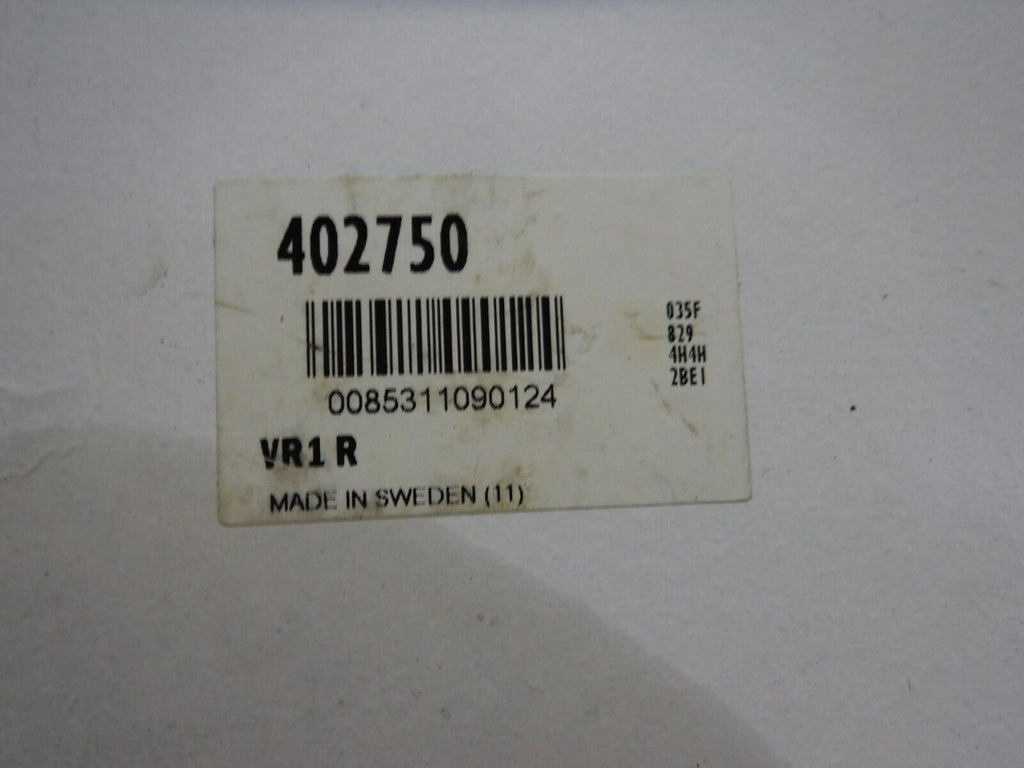 402750
0085311090124
VR1 R
MADE IN SWEDEN (11)
035F
829
4H4H
2BE1